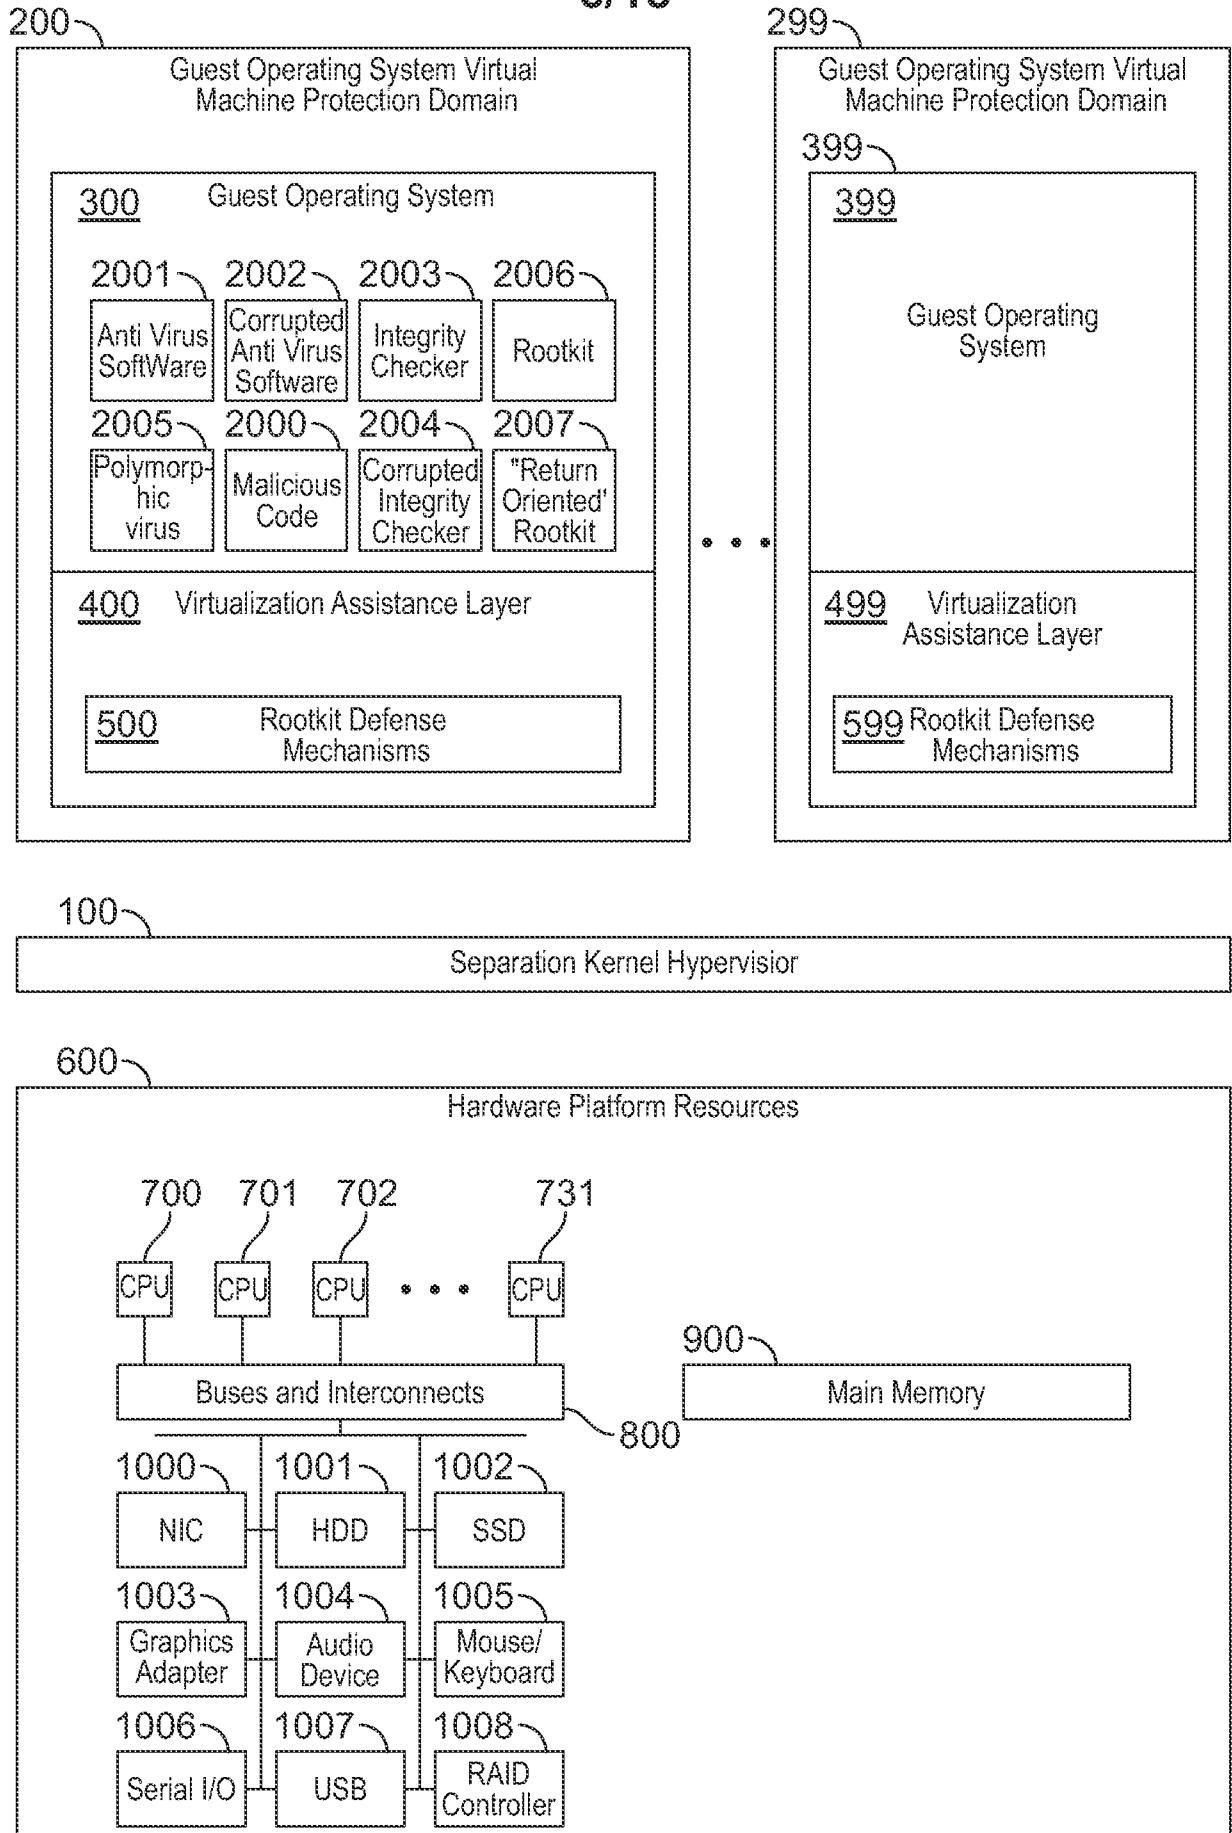 200
Guest Operating System Virtual
Machine Protection Domain
300
Guest Operating System
2001
2002
2003
2006
Anti Virus
SoftWare
Corrupted
Anti Virus
Software
Integrity
Checker
Rootkit
2005
2000
2004
2007
Polymorp-
hic
virus
Malicious
Code
Corrupted
Integrity
Checker
"Return
Oriented'
Rootkit
400
Virtualization Assistance Layer
500
Rootkit Defense
Mechanisms
299
Guest Operating System Virtual
Machine Protection Domain
399
399
Guest Operating
System
499
Virtualization
Assistance Layer
599
Rootkit Defense
Mechanisms
100
Separation Kernel Hypervisior
600
Hardware Platform Resources
700
701
702
731
CPU
CPU
CPU
CPU
Buses and Interconnects
800
900
Main Memory
1000
1001
1002
NIC
HDD
SSD
1003
1004
1005
Graphics
Adapter
Audio
Device
Mouse/
Keyboard
1006
1007
1008
Serial I/O
USB
RAID
Controller